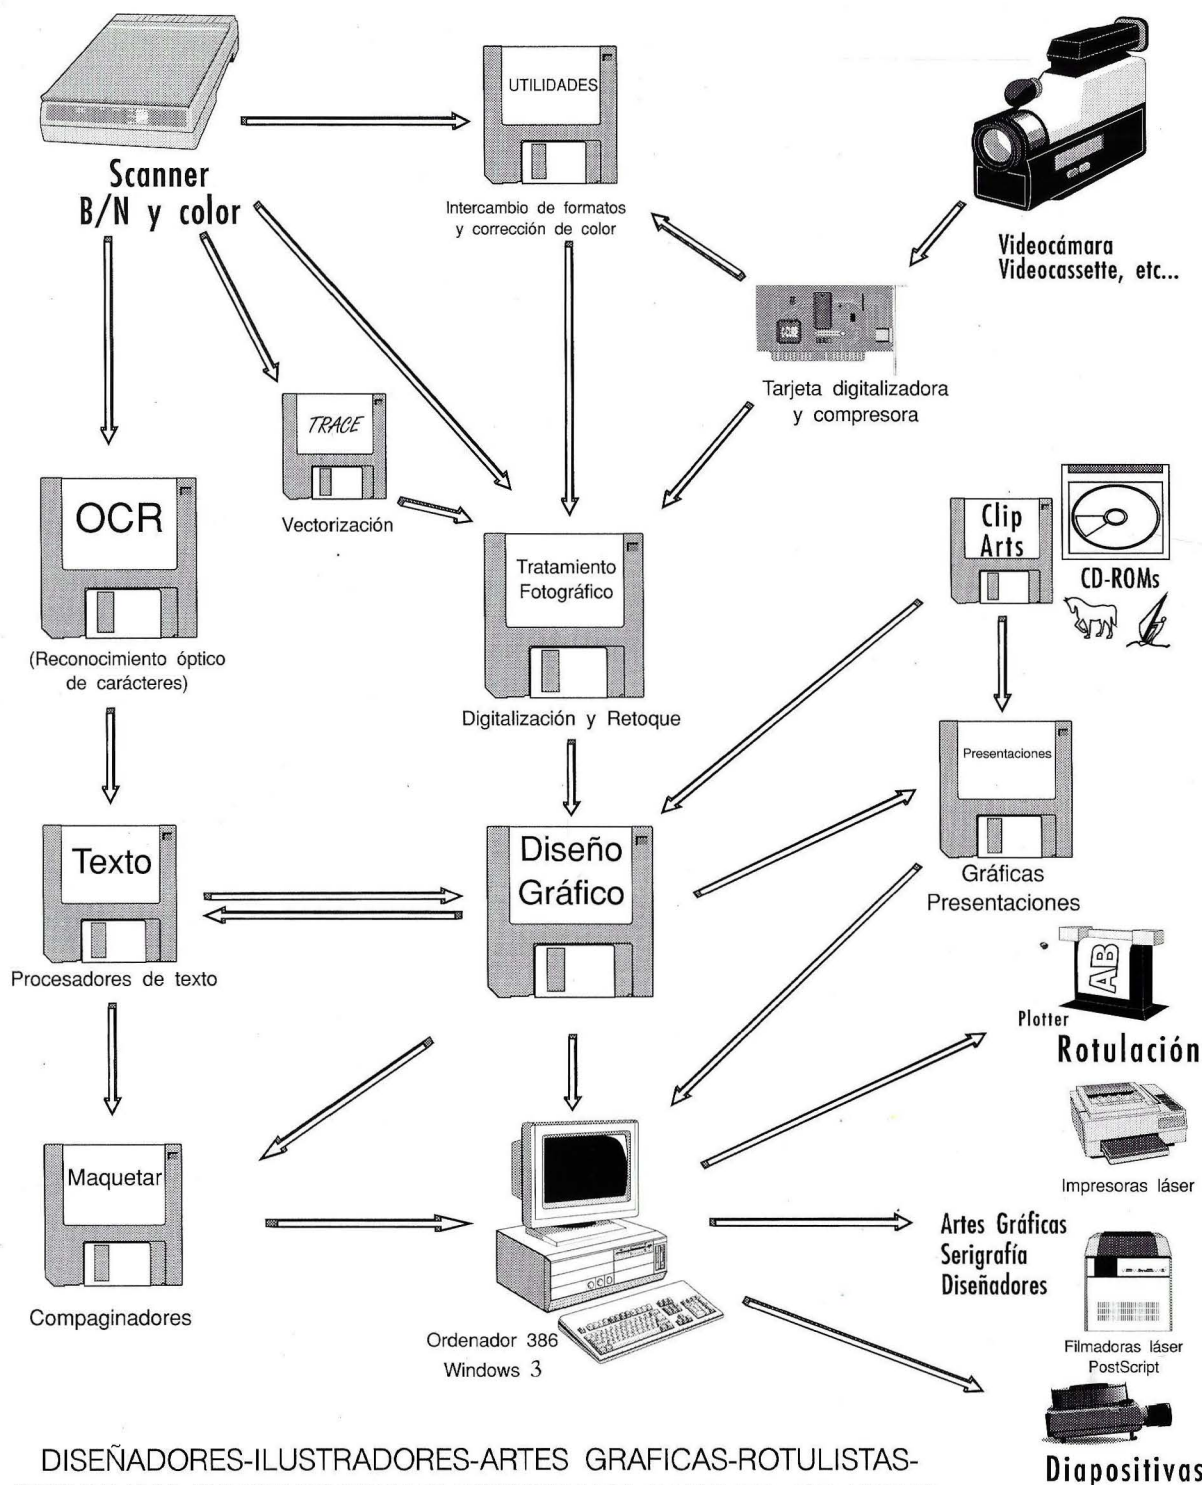 UTILIDADES
Scanner
B/N y color
Intercambio de formatos
y corrección de color
Videocámara
Videocassette, etc...
Tarjeta digitalizadora
y compresora
TRACE
Vectorización
OCR
(Reconocimiento óptico
de carácteres)
Tratamiento
Fotográfico
Digitalización y Retoque
Clip
Arts
CD-ROMs
Presentaciones
Gráficas
Presentaciones
Texto
Procesadores de texto
Diseño
Gráfico
AB
Plotter
Rotulación
Impresoras láser
Maquetar
Compaginadores
Ordenador 386
Windows 3
Artes Gráficas
Serigrafía
Diseñadores
Filmadoras láser
PostScript
Diapositivas
DISEÑADORES-ILUSTRADORES-ARTES GRAFICAS-ROTULISTAS-